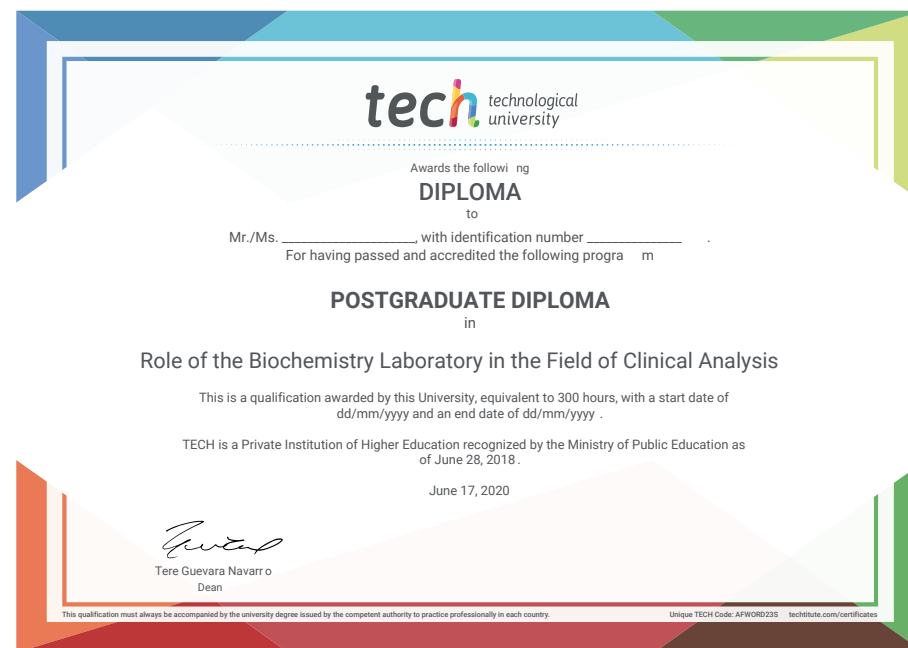 tech technological
university
Awards the followi ng
DIPLOMA
to
Mr./Ms. ___________________, with identification number ______________ .
For having passed and accredited the following progra m
POSTGRADUATE DIPLOMA
in
Role of the Biochemistry Laboratory in the Field of Clinical Analysis
This is a qualification awarded by this University, equivalent to 300 hours, with a start date of
dd/mm/yyyy and an end date of dd/mm/yyyy .
TECH is a Private Institution of Higher Education recognized by the Ministry of Public Education as
of June 28, 2018 .
June 17, 2020
Tere Guevara Navarr o
Dean
This qualification must always be accompanied by the university degree issued by the competent authority to practice professionally in each country.
Unique TECH Code: AFWORD23S techtitute.com/certificates